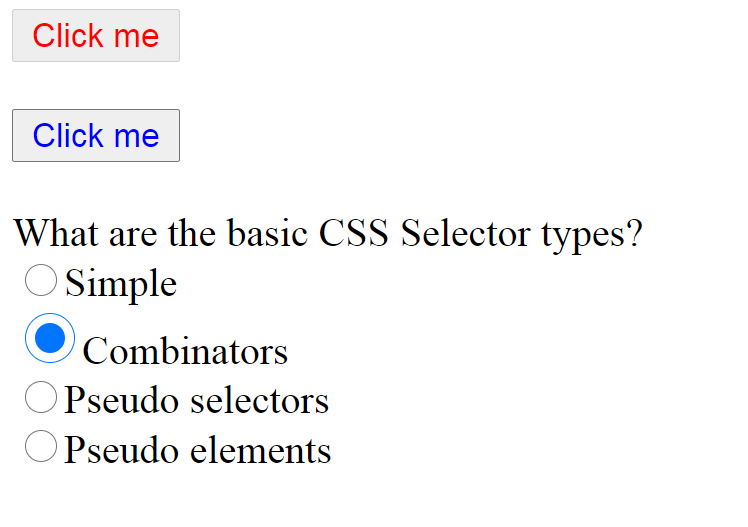 Click me
Click me
What are the basic CSS Selector types?
Simple
Combinators
Pseudo selectors
Pseudo elements